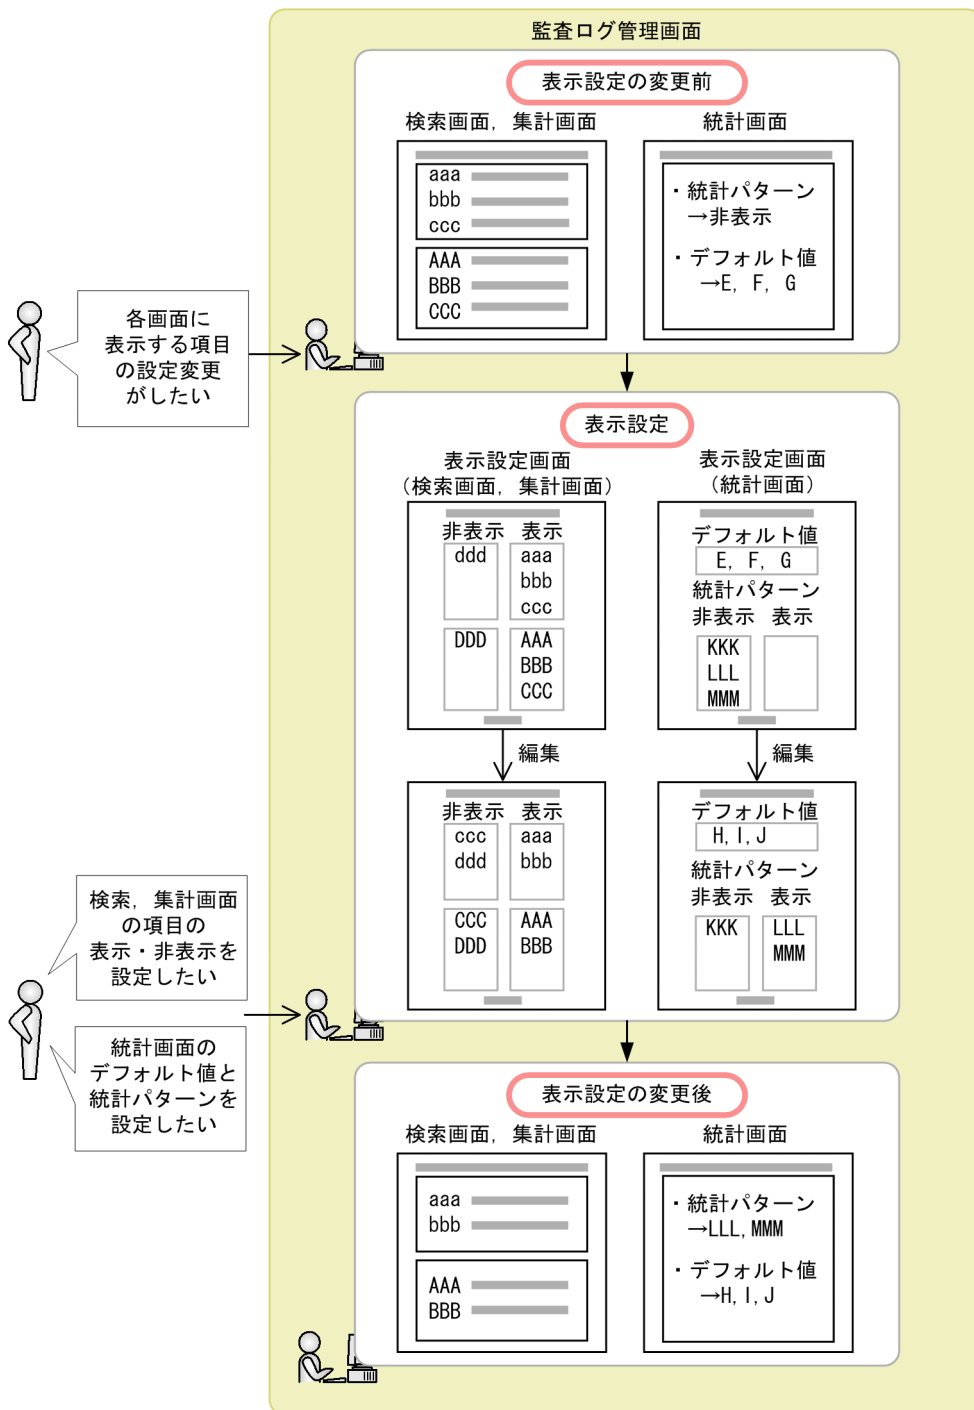 監査ログ管理画面
表示設定の変更前
検索画面, 集計画面
統計画面
aaa
bbb
ccc
AAA
BBB
CCC
・統計パターン
→非表示
・デフォルト値
→E, F, G
各画面に
表示する項目
の設定変更
がしたい
表示設定
表示設定画面
(検索画面, 集計画面)
表示設定画面
(統計画面)
非表示 表示
ddd
aaa
bbb
ccc
DDD
AAA
BBB
CCC
デフォルト値
E, F, G
統計パターン
非表示 表示
KKK
LLL
MMM
編集
編集
非表示 表示
ccc
ddd
aaa
bbb
CCC
DDD
AAA
BBB
デフォルト値
H, I, J
統計パターン
非表示 表示
KKK
LLL
MMM
検索, 集計画面
の項目の
表示・非表示を
設定したい
統計画面の
デフォルト値と
統計パターンを
設定したい
表示設定の変更後
検索画面, 集計画面
統計画面
aaa
bbb
AAA
BBB
・統計パターン
→LLL, MMM
・デフォルト値
→H, I, J